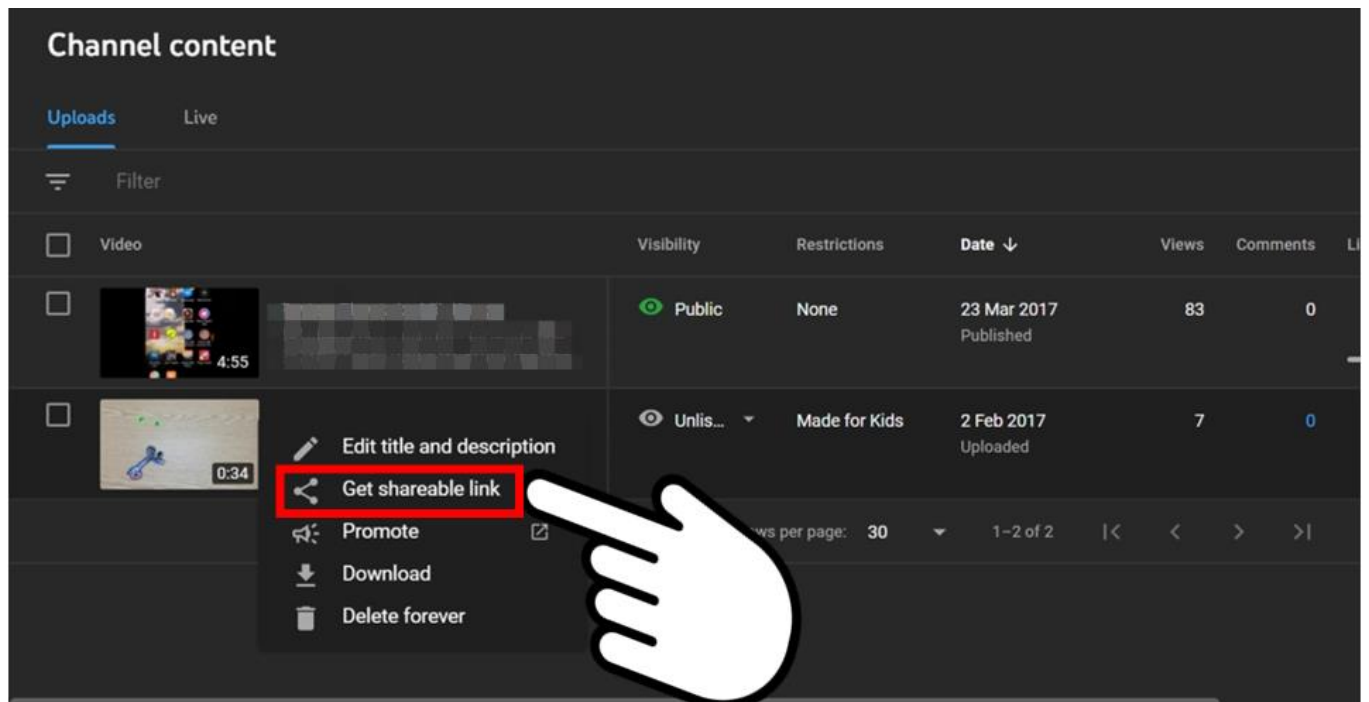 Channel content
Uploads Live
Filter
Video Visibility Restrictions Date Views Comments
4:55 Public None 23 Mar 2017 83 0
Published
0:34 Unlis... Made for Kids 2 Feb 2017 7 0
Uploaded
Edit title and description
Get shareable link
Promote
per page: 30 1–2 of 2
Download
Delete forever